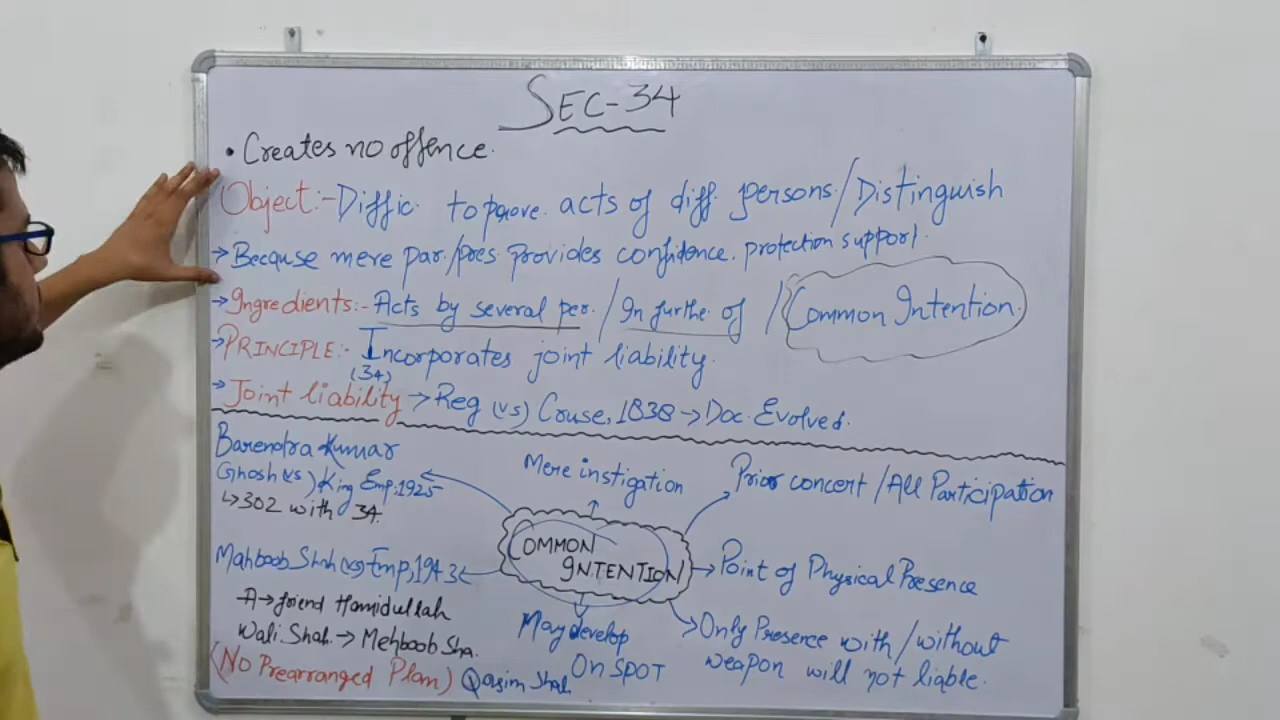 SEC-34
• Creates no offence.
Object:- Diffic. to prove. acts of diff. persons./Distinguish
→ Because mere par./pres. provides confidence. protection support.
→ Ingredients:- Acts by several per. / In furthe. of / Common Intention.
→ PRINCIPLE:- Incorporates joint liability.
(34)
→ Joint liability → Reg (vs) Cruse, 1838 → Doc. Evolved.
Barendra Kumar
Ghosh (vs) King Emp. 1925
↳ 302 with 34.
Mere instigation
Prior concert / All Participation
COMMON
INTENTION
→ Point of Physical Presence
Mahboob Shah (vs) Emp, 1943
A → friend Hamidullah
Wali. Shah. → Mehboob Sha.
(No Prearranged Plan) Qasim Shah
May develop
On SPOT
→ Only Presence with/without
weapon will not liable.